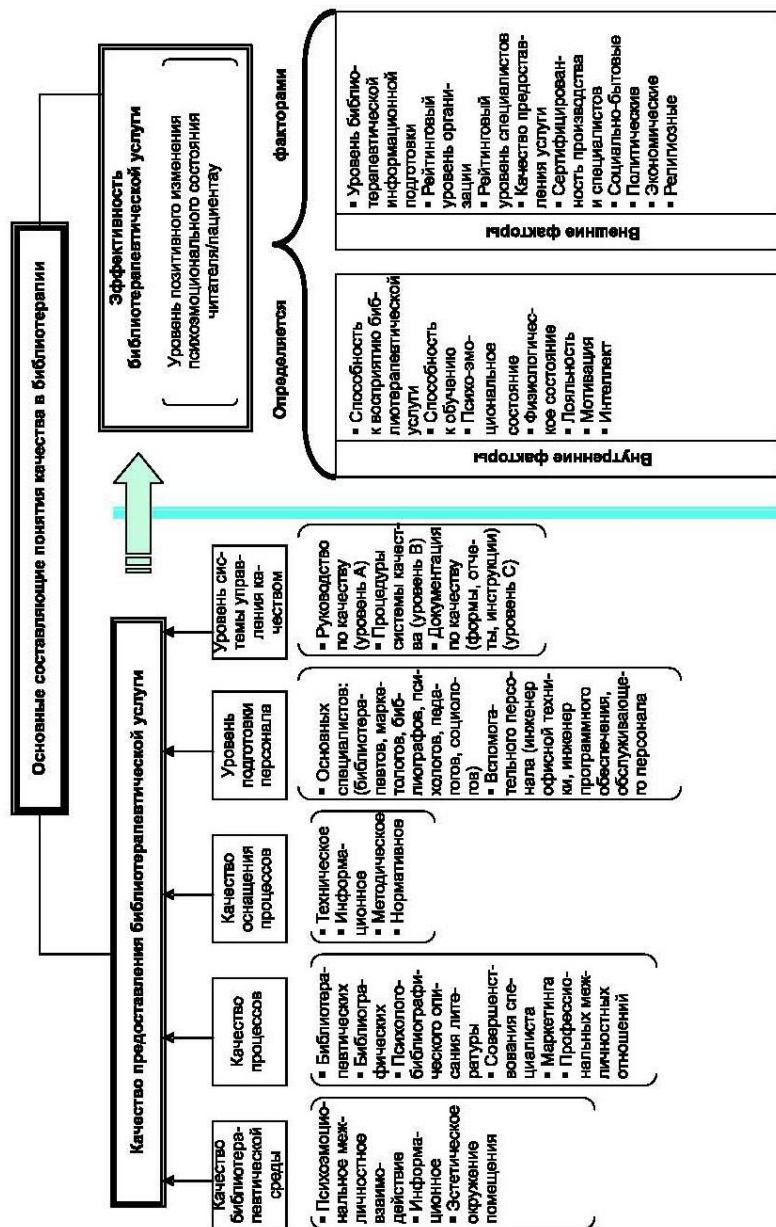 Основные составляющие понятия качества в библиотерапии
Качество предоставления библиотерапевтической услуги
Качество
библиотера-
певтической
среды
▪ Психоэмоцио-
нальное меж-
личностное
взаимо-
действие
▪ Информа-
ционное
▪ Эстетическое
окружение
помещения
Качество
процессов
▪ Библиотера-
певтических
▪ Библиогра-
фических
▪ Психолого-
библиографи-
ческого опи-
сания лите-
ратуры
▪ Совершенст-
вования спе-
циалиста
▪ Маркетинга
▪ Профессио-
нальных меж-
личностных
отношений
Качество
оснащения
процессов
▪ Техническое
▪ Информа-
ционное
▪ Методическое
▪ Нормативное
Уровень
подготовки
персонала
▪ Основных
специалистов:
(библиотера-
певтов, марке-
тологов, биб-
лиографов, пси-
хологов, педа-
гогов, социоло-
гов)
▪ Вспомога-
тельного персо-
нала (инженер
офисной техни-
ки, инженер
программного
обеспечения,
обслуживающе-
го персонала
Уровень сис-
темы управ-
ления ка-
чеством
▪ Руководство
по качеству
(уровень А)
▪ Процедуры
системы качест-
ва (уровень В)
▪ Документация
по качеству
(формы, отче-
ты, инструкции)
(уровень С)
Эффективность
библиотерапевтической услуги
Уровень позитивного изменения
психоэмоционального состояния
читателя/пациентау
Определяется
факторами
Внутренние факторы
▪ Способность
к восприятию биб-
лиотерапевтической
услуги
▪ Способность
к обучению
▪ Психо-эмо-
циональное
состояние
▪ Физиологичес-
кое состояние
▪ Лояльность
▪ Мотивация
▪ Интеллект
Внешние факторы
▪ Уровень библио-
терапевтической
информационной
подготовки
▪ Рейтинговый
уровень органи-
зации
▪ Рейтинговый
уровень специалистов
▪ Качество предостав-
ления услуги
▪ Сертифицирован-
ность производства
и специалистов
▪ Социально-бытовые
▪ Политические
▪ Экономические
▪ Религиозные